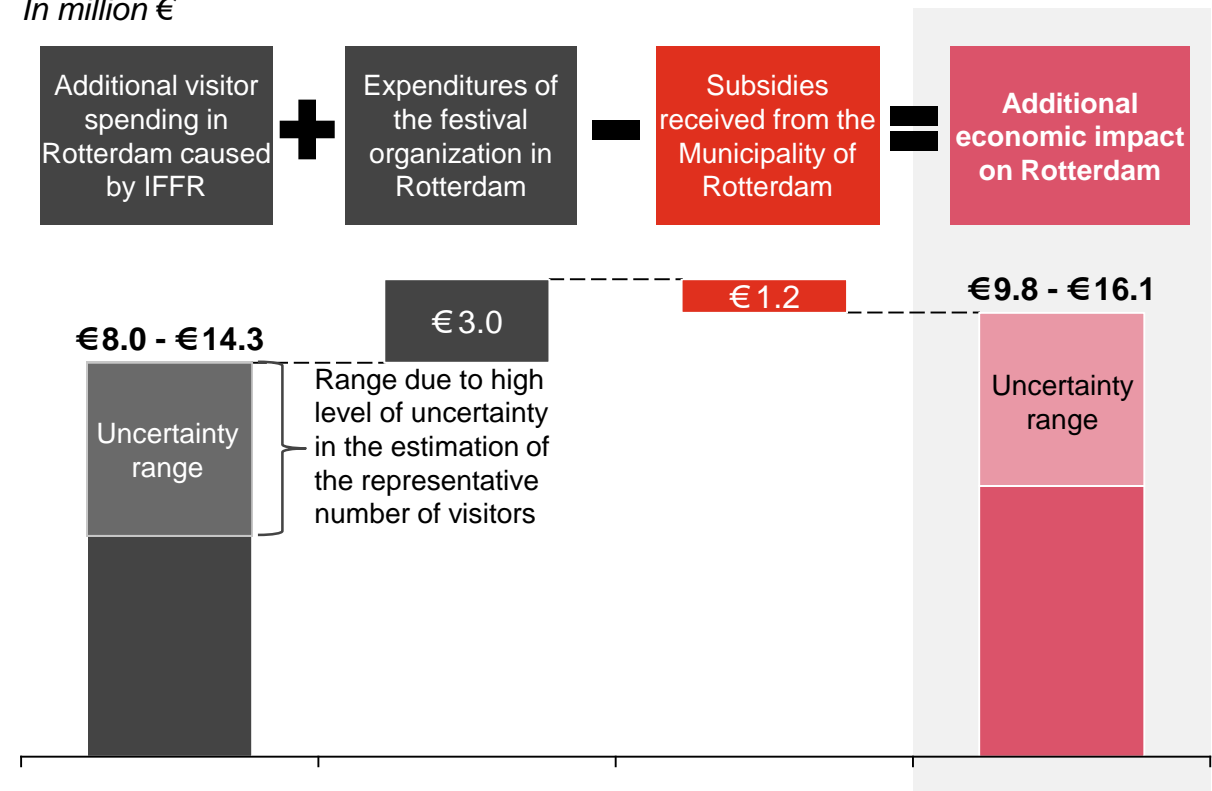 In million €
Additional visitor
spending in
Rotterdam caused
by IFFR
Expenditures of
the festival
organization in
Rotterdam
Subsidies
received from the
Municipality of
Rotterdam
Additional
economic impact
on Rotterdam
€8.0 - €14.3
Uncertainty
range
€3.0
Range due to high
level of uncertainty
in the estimation of
the representative
number of visitors
€1.2
€9.8 - €16.1
Uncertainty
range